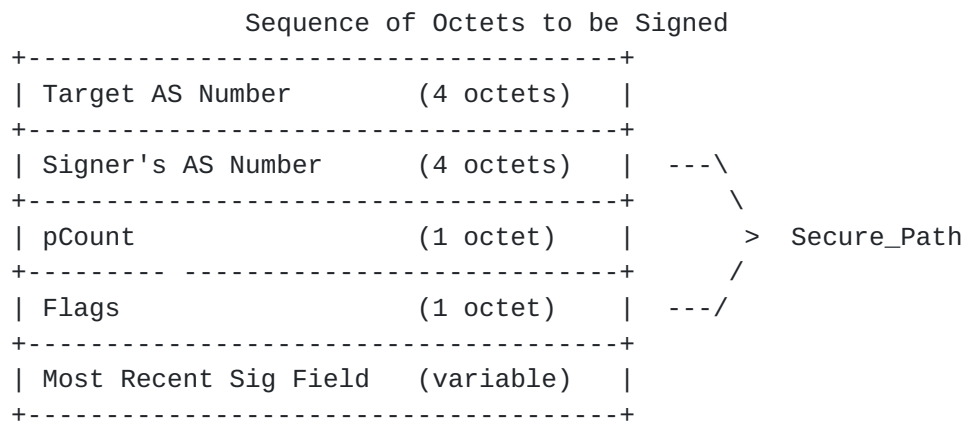 Sequence of Octets to be Signed
+--------------------------------------+
| Target AS Number        (4 octets)   |
+--------------------------------------+
| Signer's AS Number      (4 octets)   |  ---\
+--------------------------------------+      \
| pCount                  (1 octet)    |       >  Secure_Path
+--------- ----------------------------+      /
| Flags                   (1 octet)    |  ---/
+--------------------------------------+
| Most Recent Sig Field   (variable)   |
+--------------------------------------+